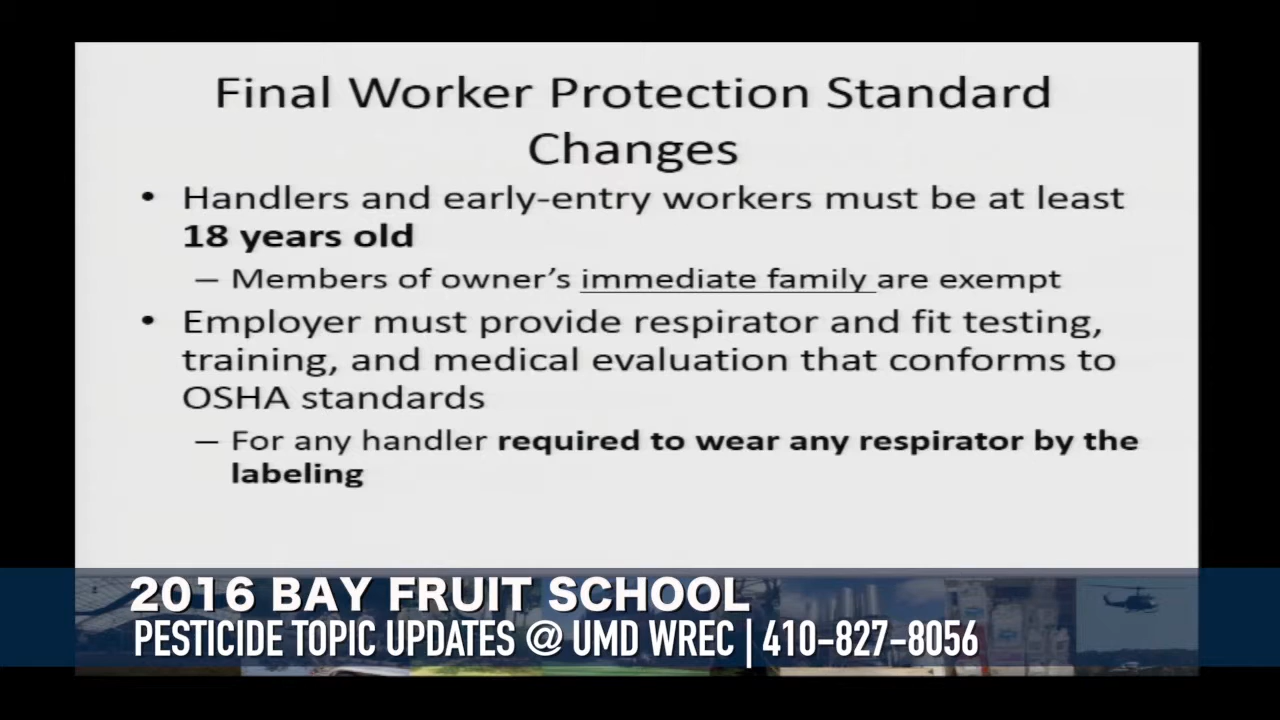 Final Worker Protection Standard
Changes
• Handlers and early-entry workers must be at least
18 years old
– Members of owner's immediate family are exempt
• Employer must provide respirator and fit testing,
training, and medical evaluation that conforms to
OSHA standards
– For any handler required to wear any respirator by the
labeling
2016 BAY FRUIT SCHOOL
PESTICIDE TOPIC UPDATES @ UMD WREC | 410-827-8056